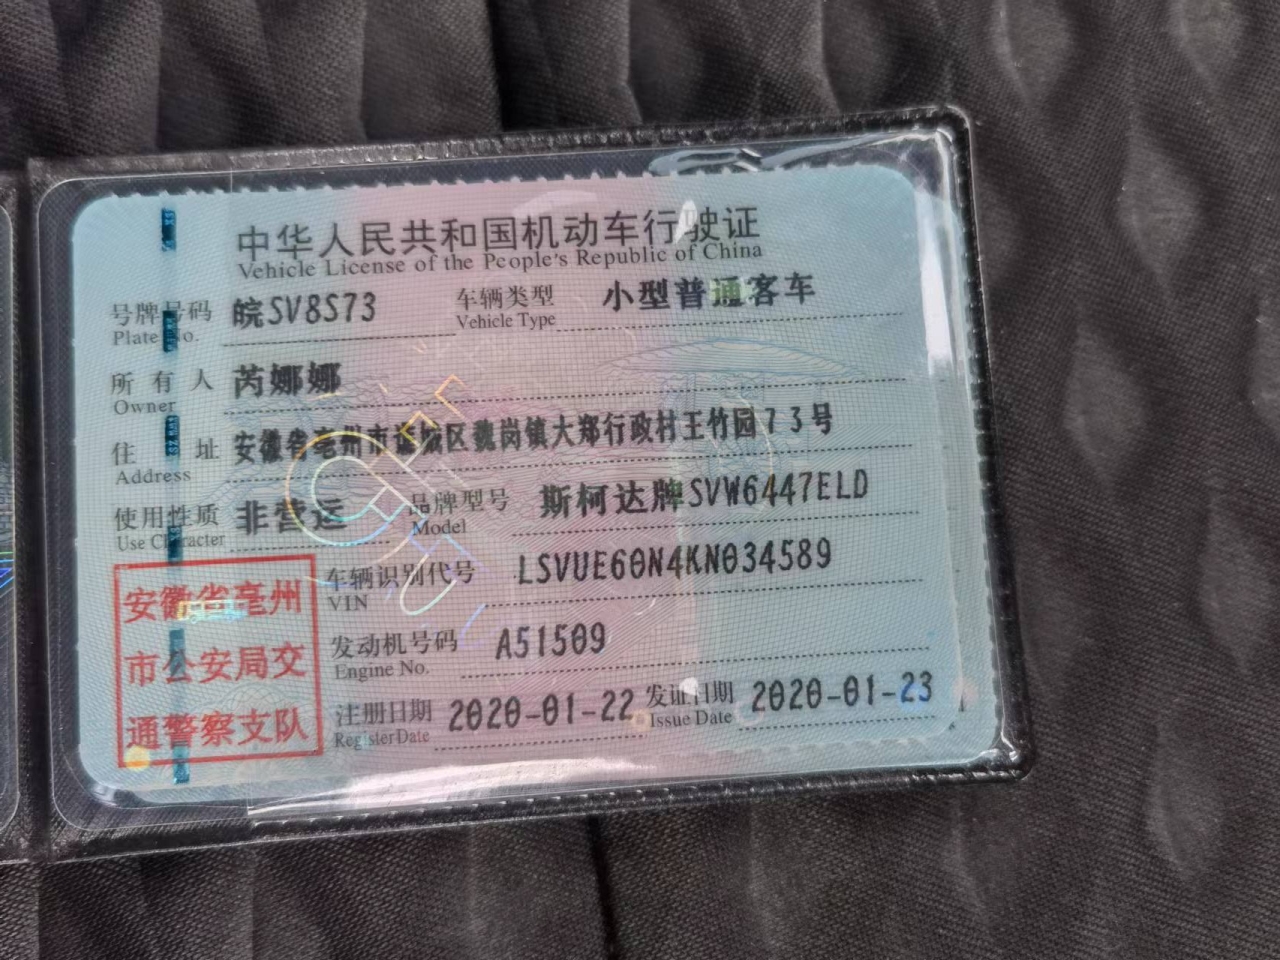 中华人民共和国机动车行驶证
Vehicle License of the People's Republic of China
号牌号码 皖SV8S73 车辆类型 小型普通客车
Plate No. Vehicle Type
所有人 芮娜娜
Owner
住址 安徽省亳州市谯城区魏岗镇大郑行政村王竹园73号
Address
使用性质 非营运 品牌型号 斯柯达牌SVW6447ELD
Use Character Model
车辆识别代号 LSVUE60N4KN034589
VIN
发动机号码 A51509
Engine No.
注册日期 2020-01-22 发证日期 2020-01-23
Register Date Issue Date
安徽省亳州
市公安局交
通警察支队